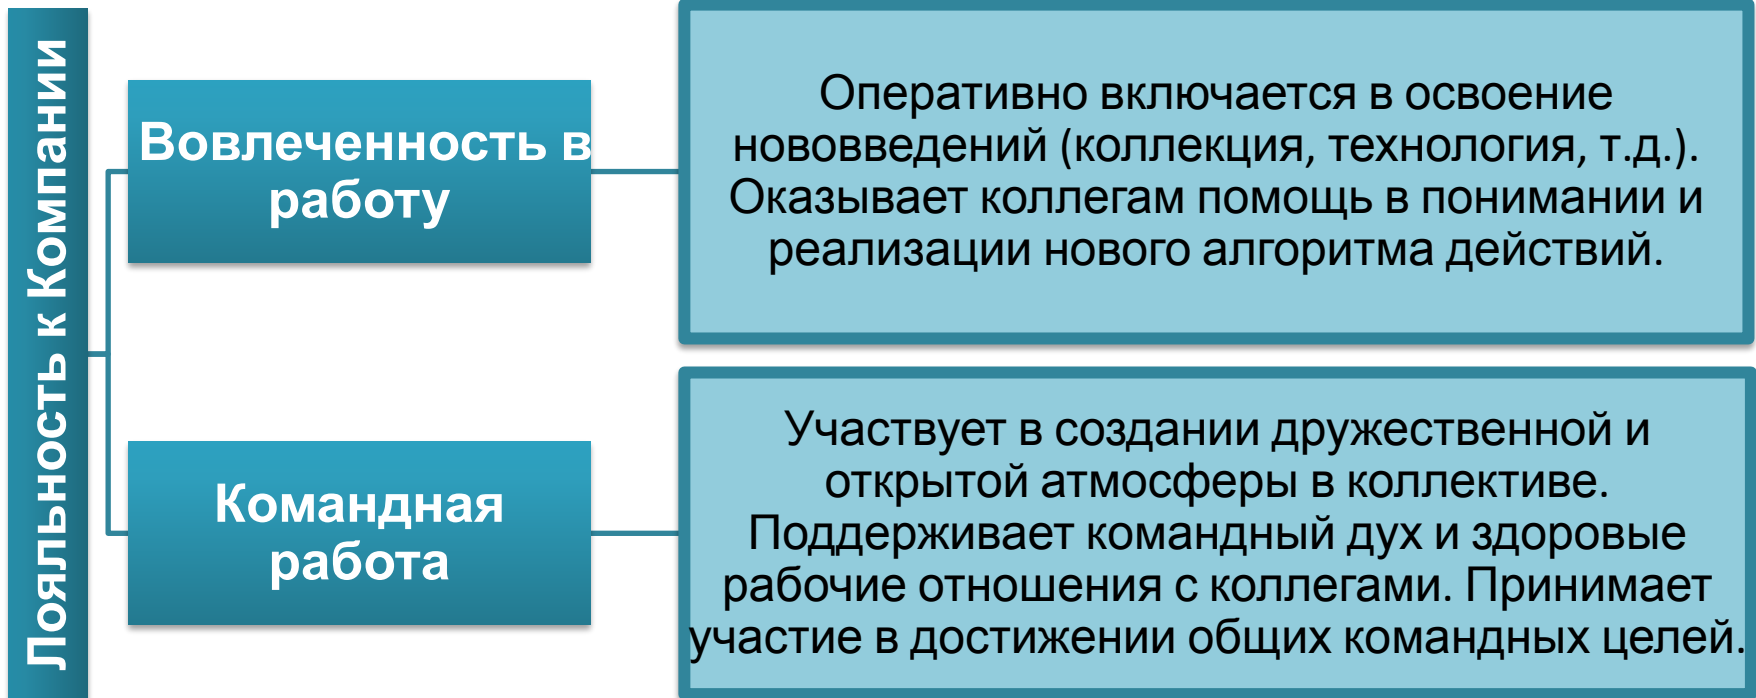 Лояльность к Компании
Вовлеченность в
работу
Оперативно включается в освоение
нововведений (коллекция, технология, т.д.).
Оказывает коллегам помощь в понимании и
реализации нового алгоритма действий.
Командная
работа
Участвует в создании дружественной и
открытой атмосферы в коллективе.
Поддерживает командный дух и здоровые
рабочие отношения с коллегами. Принимает
участие в достижении общих командных целей.